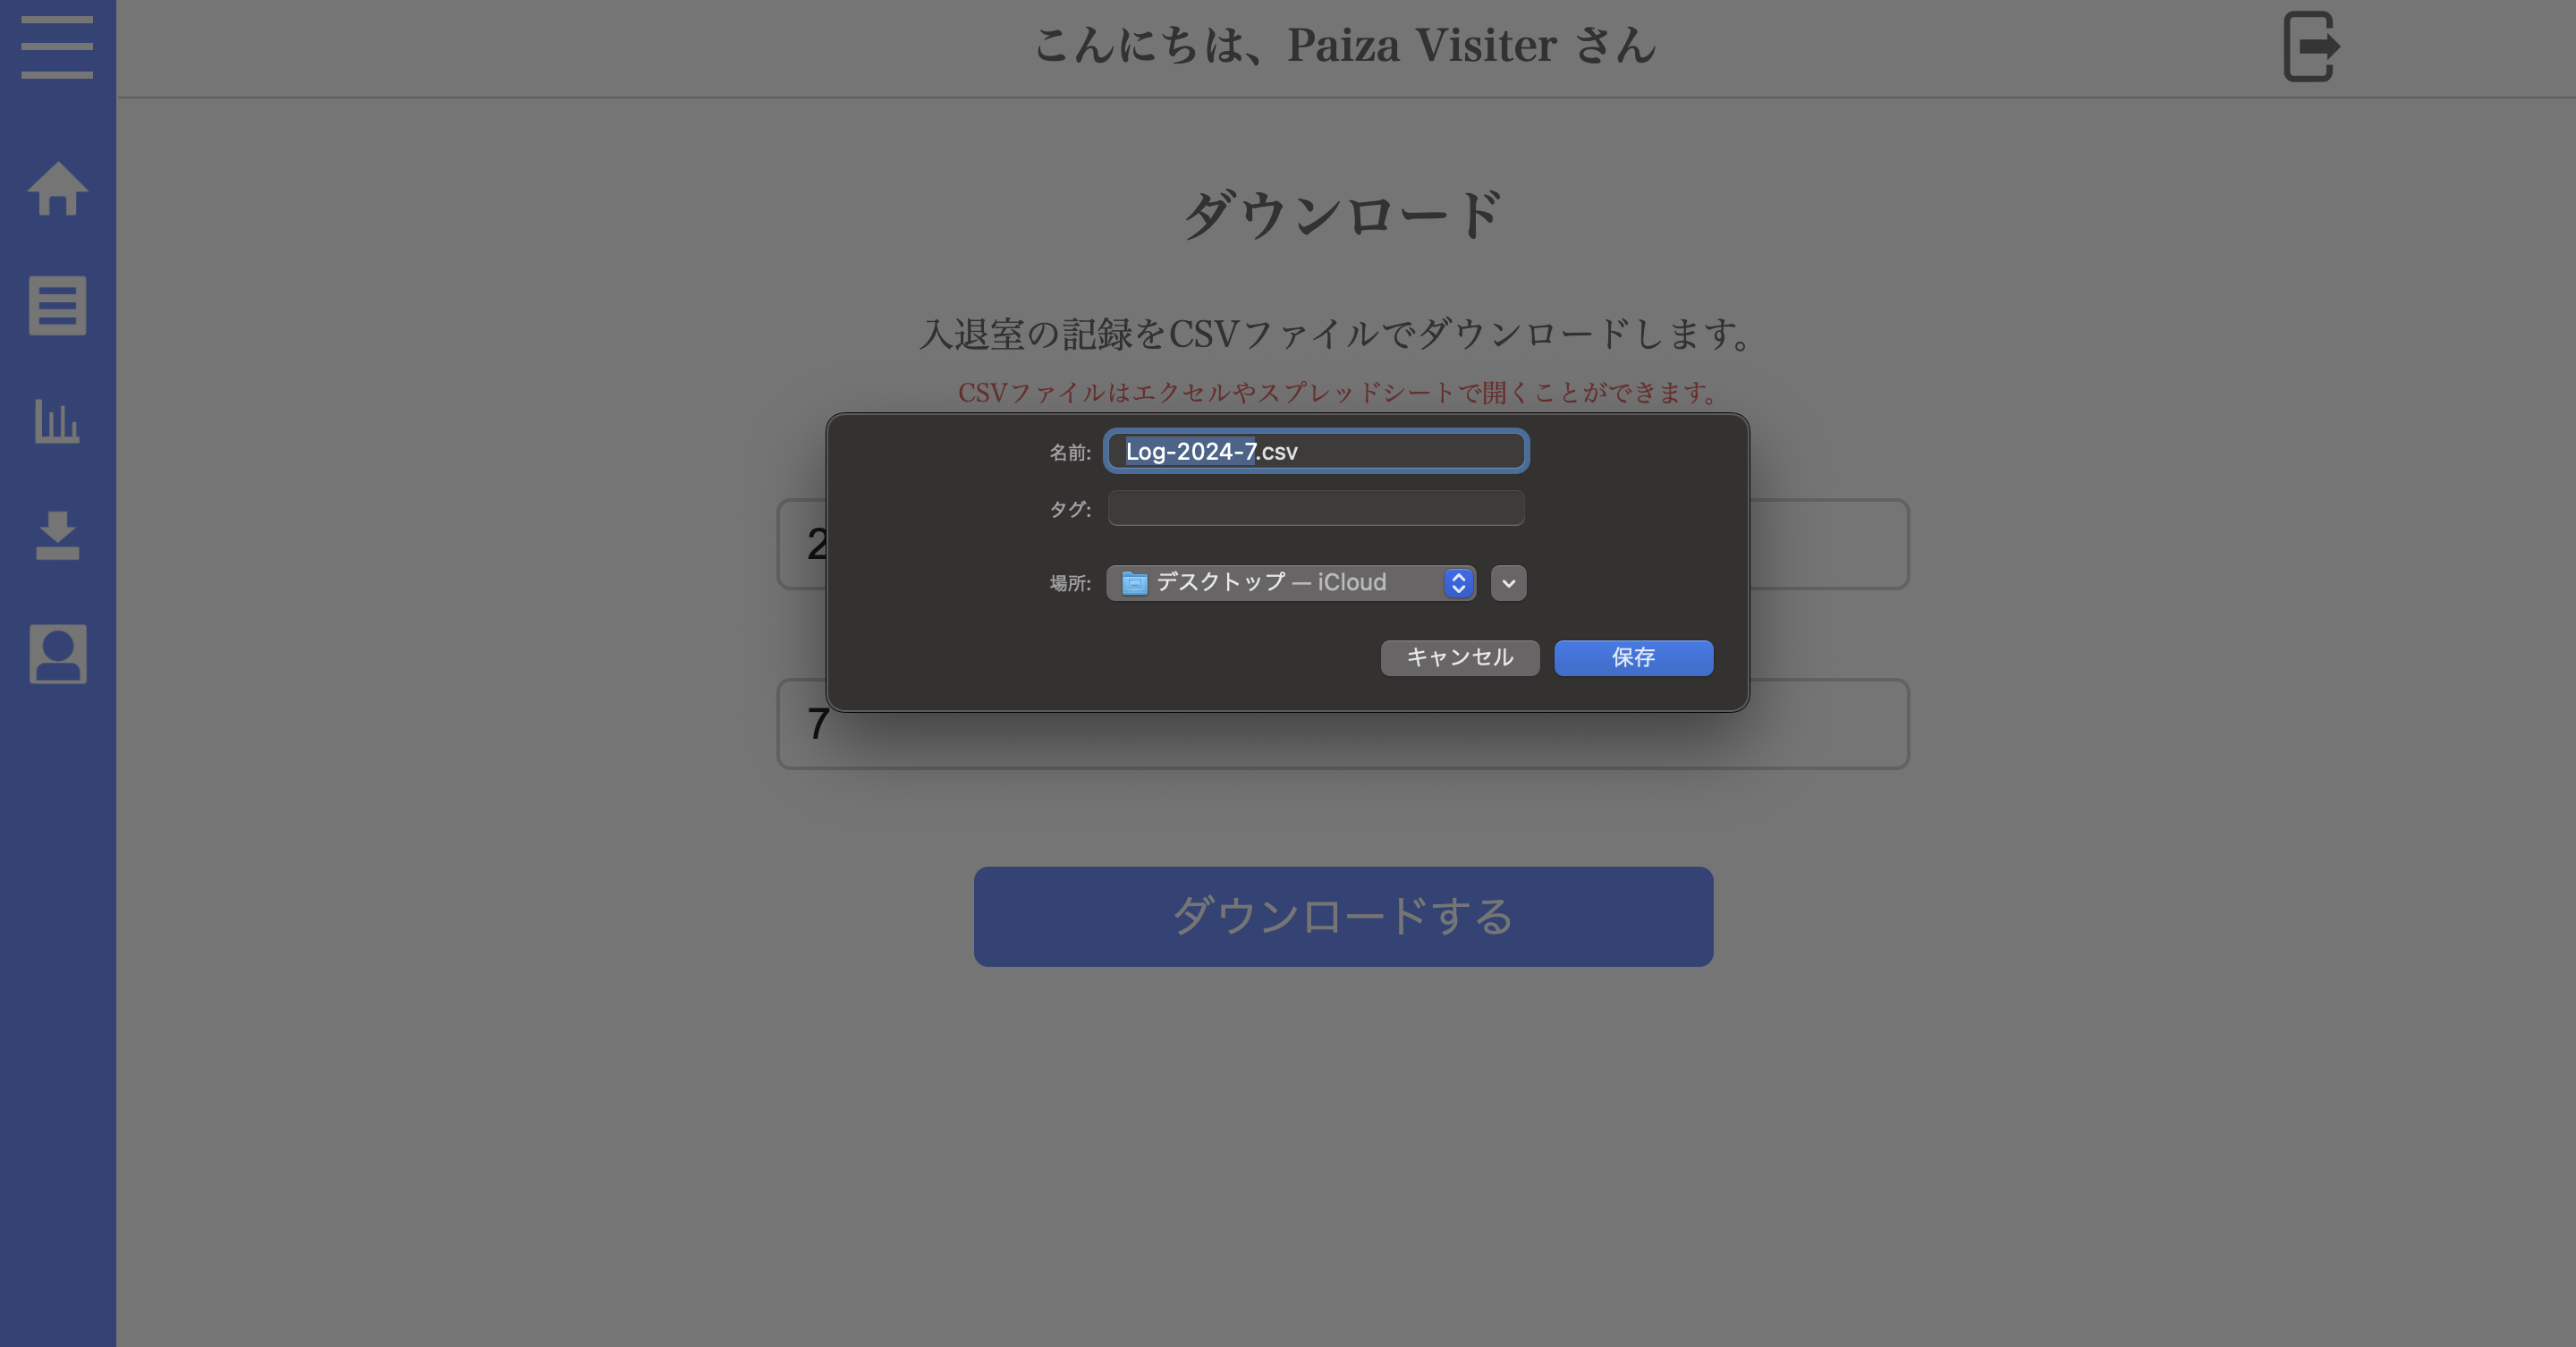 こんにちは、Paiza Visiter さん
ダウンロード
入退室の記録をCSVファイルでダウンロードします。
CSVファイルはエクセルやスプレッドシートで開くことができます。
名前: Log-2024-7.csv
タグ:
場所: デスクトップ — iCloud
キャンセル 保存
2
7
ダウンロードする